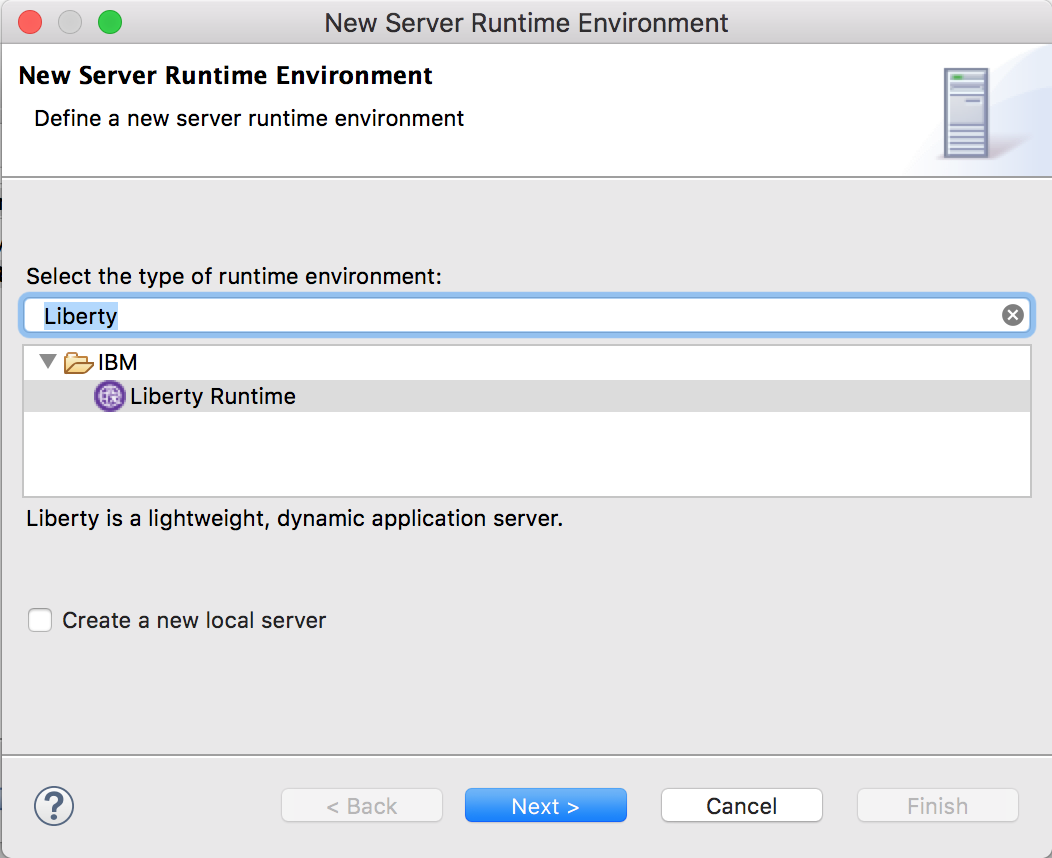 New Server Runtime Environment
New Server Runtime Environment
Define a new server runtime environment
Select the type of runtime environment:
Liberty
IBM
Liberty Runtime
Liberty is a lightweight, dynamic application server.
Create a new local server
?
< Back
Next >
Cancel
Finish